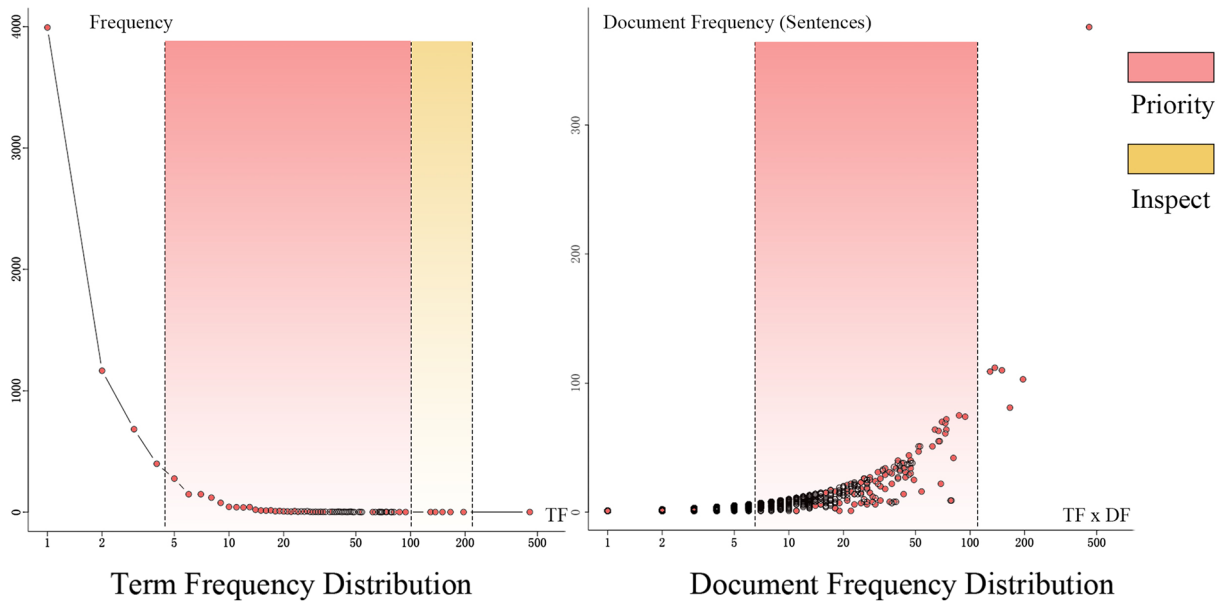 Frequency
4000
3000
2000
1000
0
1 2 5 10 20 50 100 200 500
TF
Term Frequency Distribution
Document Frequency (Sentences)
300
200
100
0
1 2 5 10 20 50 100 200 500
TF x DF
Document Frequency Distribution
Priority
Inspect